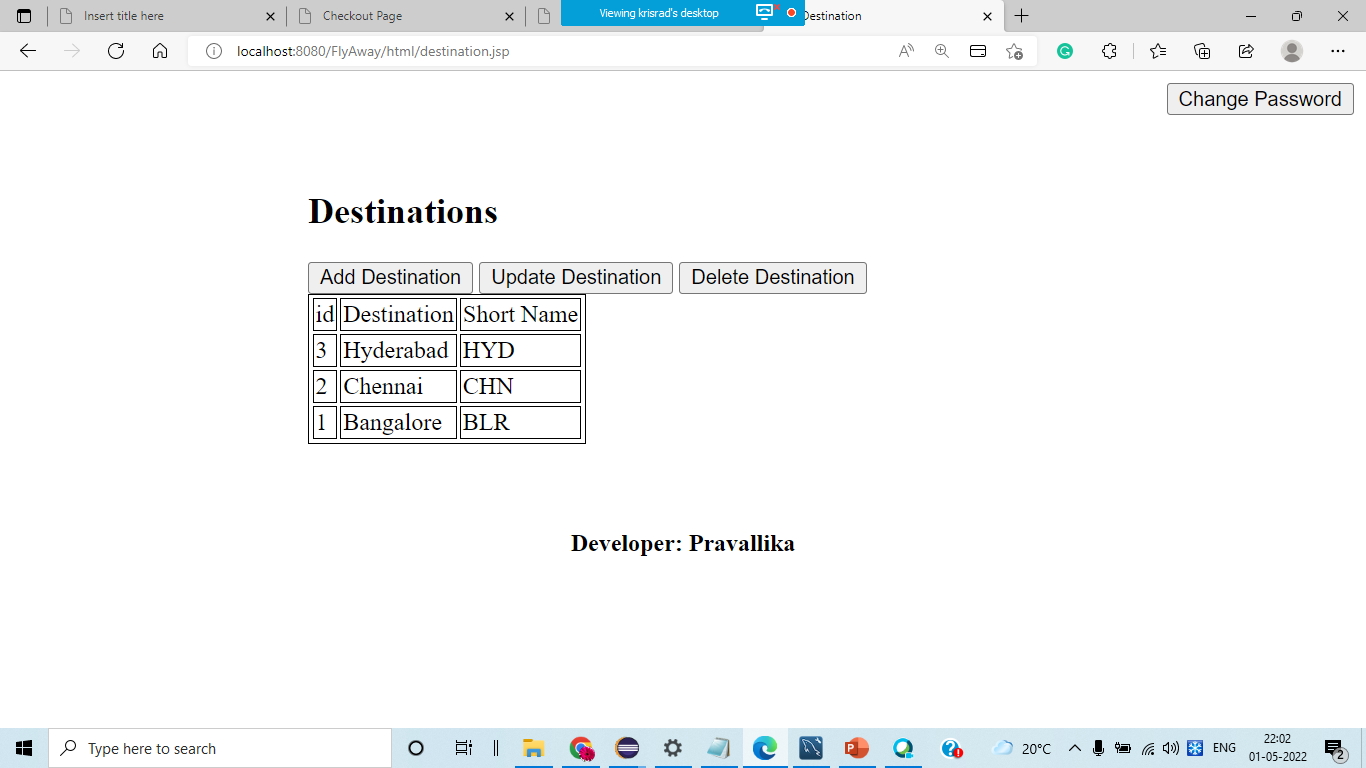 Insert title here
Checkout Page
Viewing krisrad's desktop
Destination
localhost:8080/FlyAway/html/destination.jsp
Change Password
Destinations
Add Destination Update Destination Delete Destination
id Destination Short Name
3 Hyderabad HYD
2 Chennai CHN
1 Bangalore BLR
Developer: Pravallika
Type here to search
20°C
ENG
22:02
01-05-2022
2